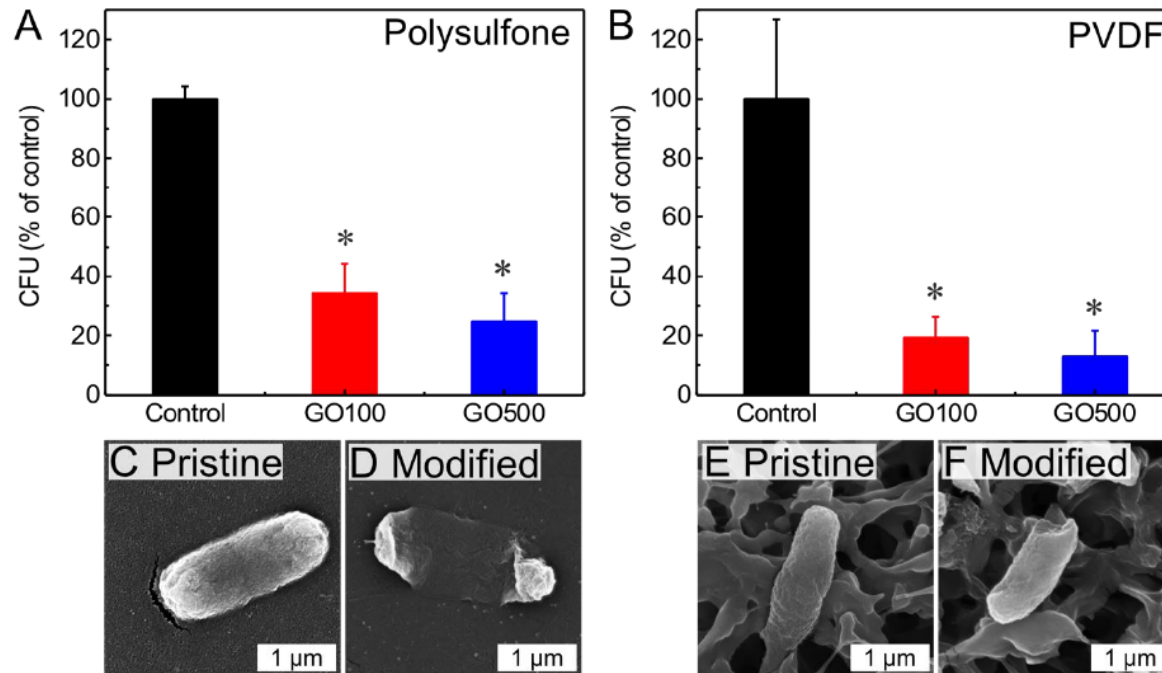 A
Polysulfone
CFU (% of control)
120
100
80
60
40
20
0
*
*
Control GO100 GO500
B
PVDF
CFU (% of control)
120
100
80
60
40
20
0
*
*
Control GO100 GO500
C Pristine
1 µm
D Modified
1 µm
E Pristine
1 µm
F Modified
1 µm